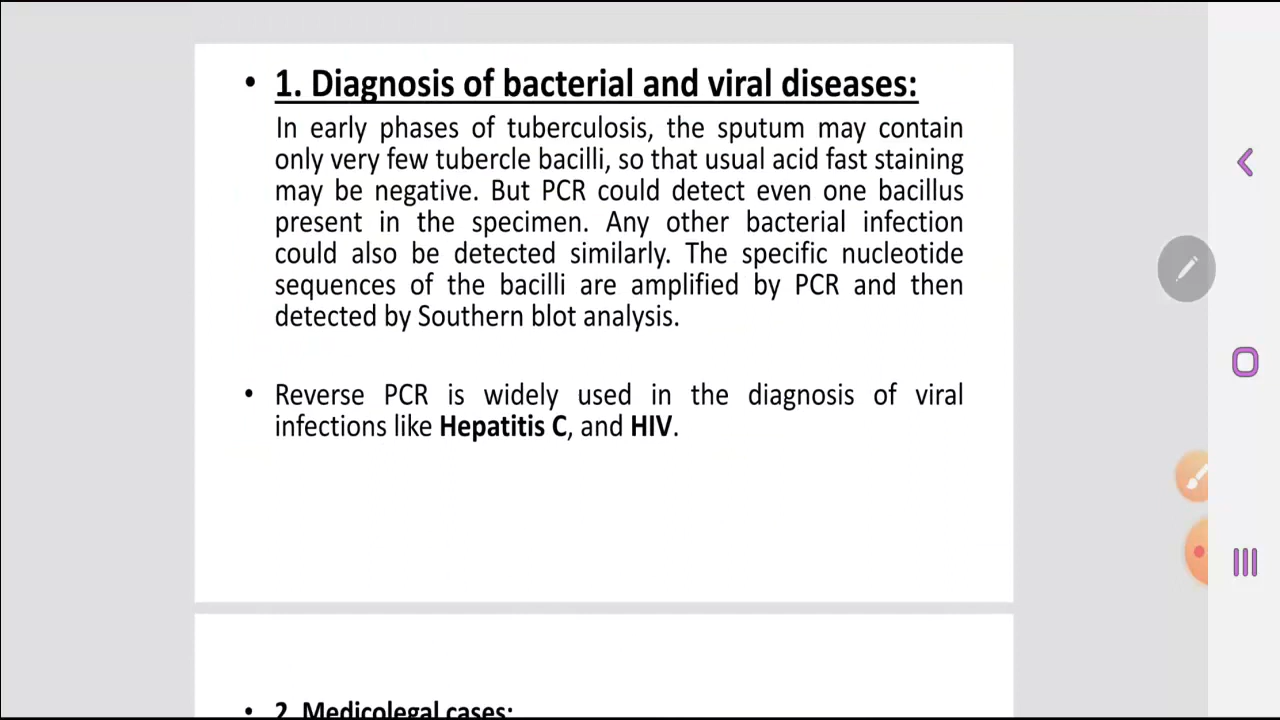 • 1. Diagnosis of bacterial and viral diseases:
In early phases of tuberculosis, the sputum may contain
only very few tubercle bacilli, so that usual acid fast staining
may be negative. But PCR could detect even one bacillus
present in the specimen. Any other bacterial infection
could also be detected similarly. The specific nucleotide
sequences of the bacilli are amplified by PCR and then
detected by Southern blot analysis.
• Reverse PCR is widely used in the diagnosis of viral
infections like Hepatitis C, and HIV.
• 2. Medicolegal cases: